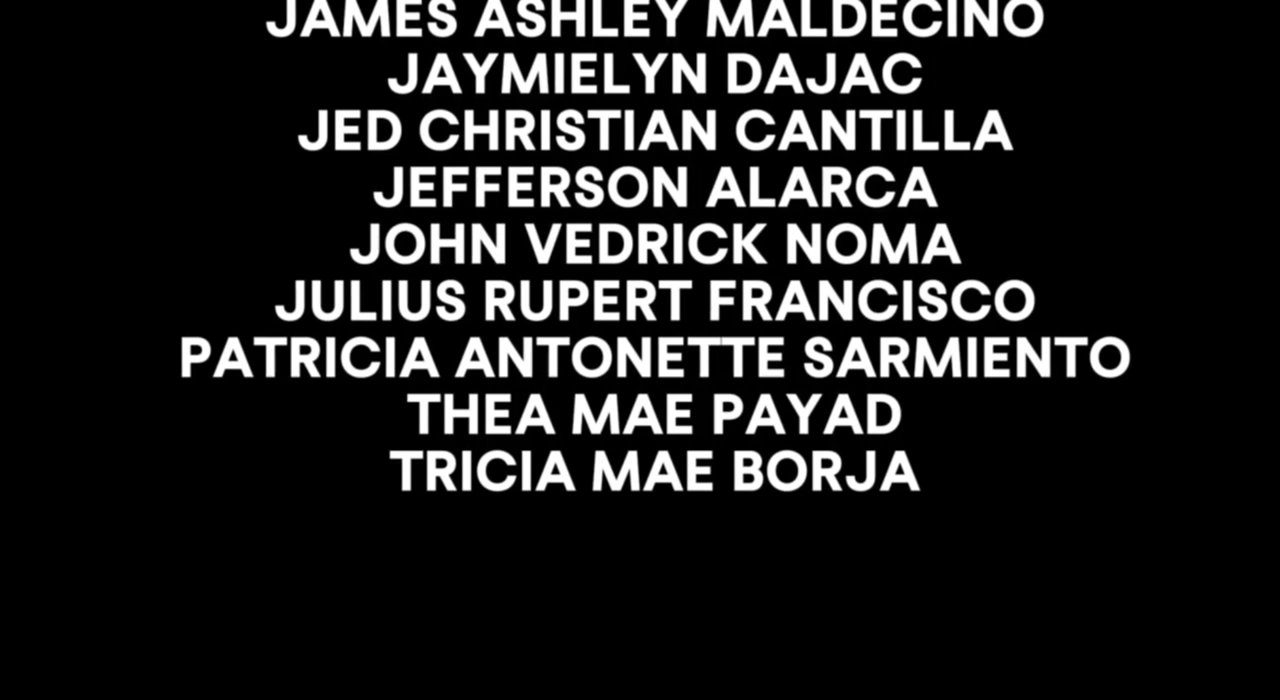 JAMES ASHLEY MALDECINO
JAYMIELYN DAJAC
JED CHRISTIAN CANTILLA
JEFFERSON ALARCA
JOHN VEDRICK NOMA
JULIUS RUPERT FRANCISCO
PATRICIA ANTONETTE SARMIENTO
THEA MAE PAYAD
TRICIA MAE BORJA